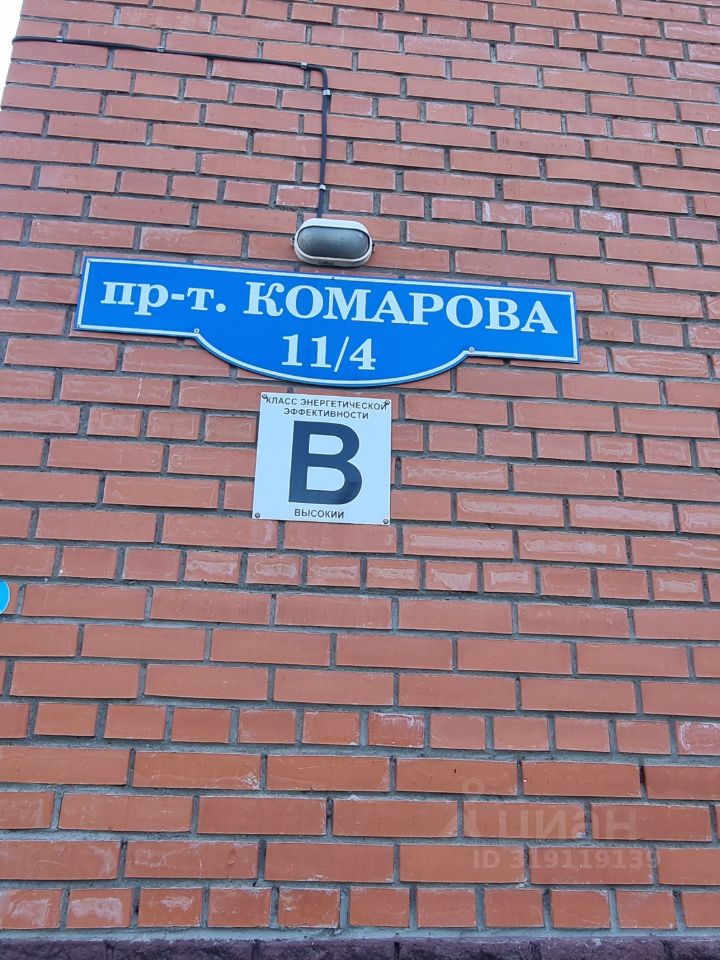 пр-т. КОМАРОВА
11/4
КЛАСС ЭНЕРГЕТИЧЕСКОЙ
ЭФФЕКТИВНОСТИ
В
ВЫСОКИЙ
циан
ID 319119139